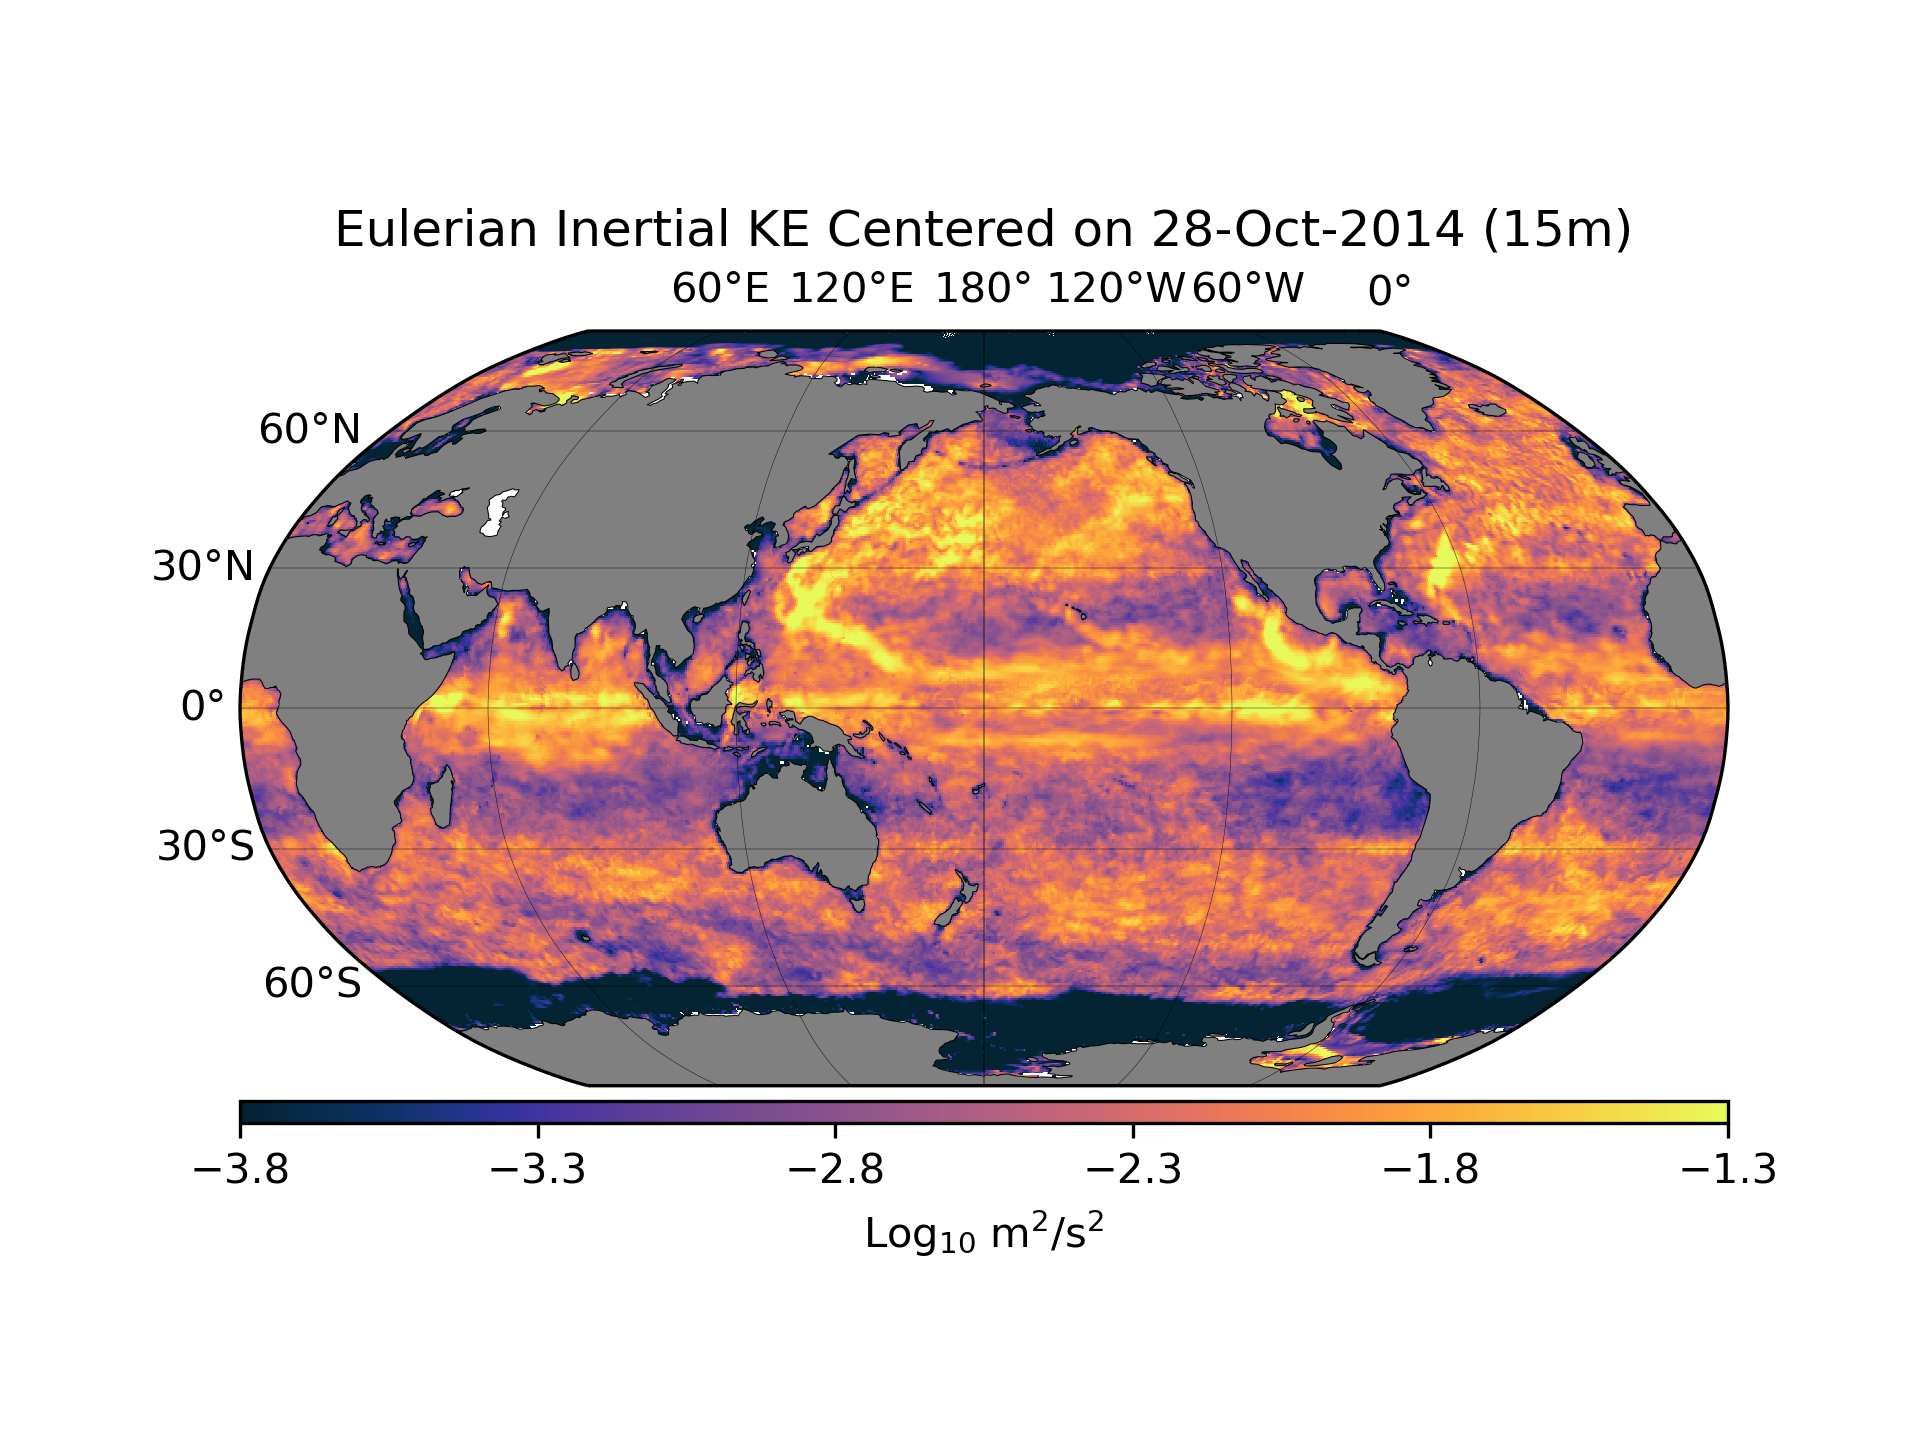 Eulerian Inertial KE Centered on 28-Oct-2014 (15m)
60°E 120°E 180° 120°W 60°W 0°
60°N
30°N
0°
30°S
60°S
−3.8 −3.3 −2.8 −2.3 −1.8 −1.3
Log₁₀ m²/s²